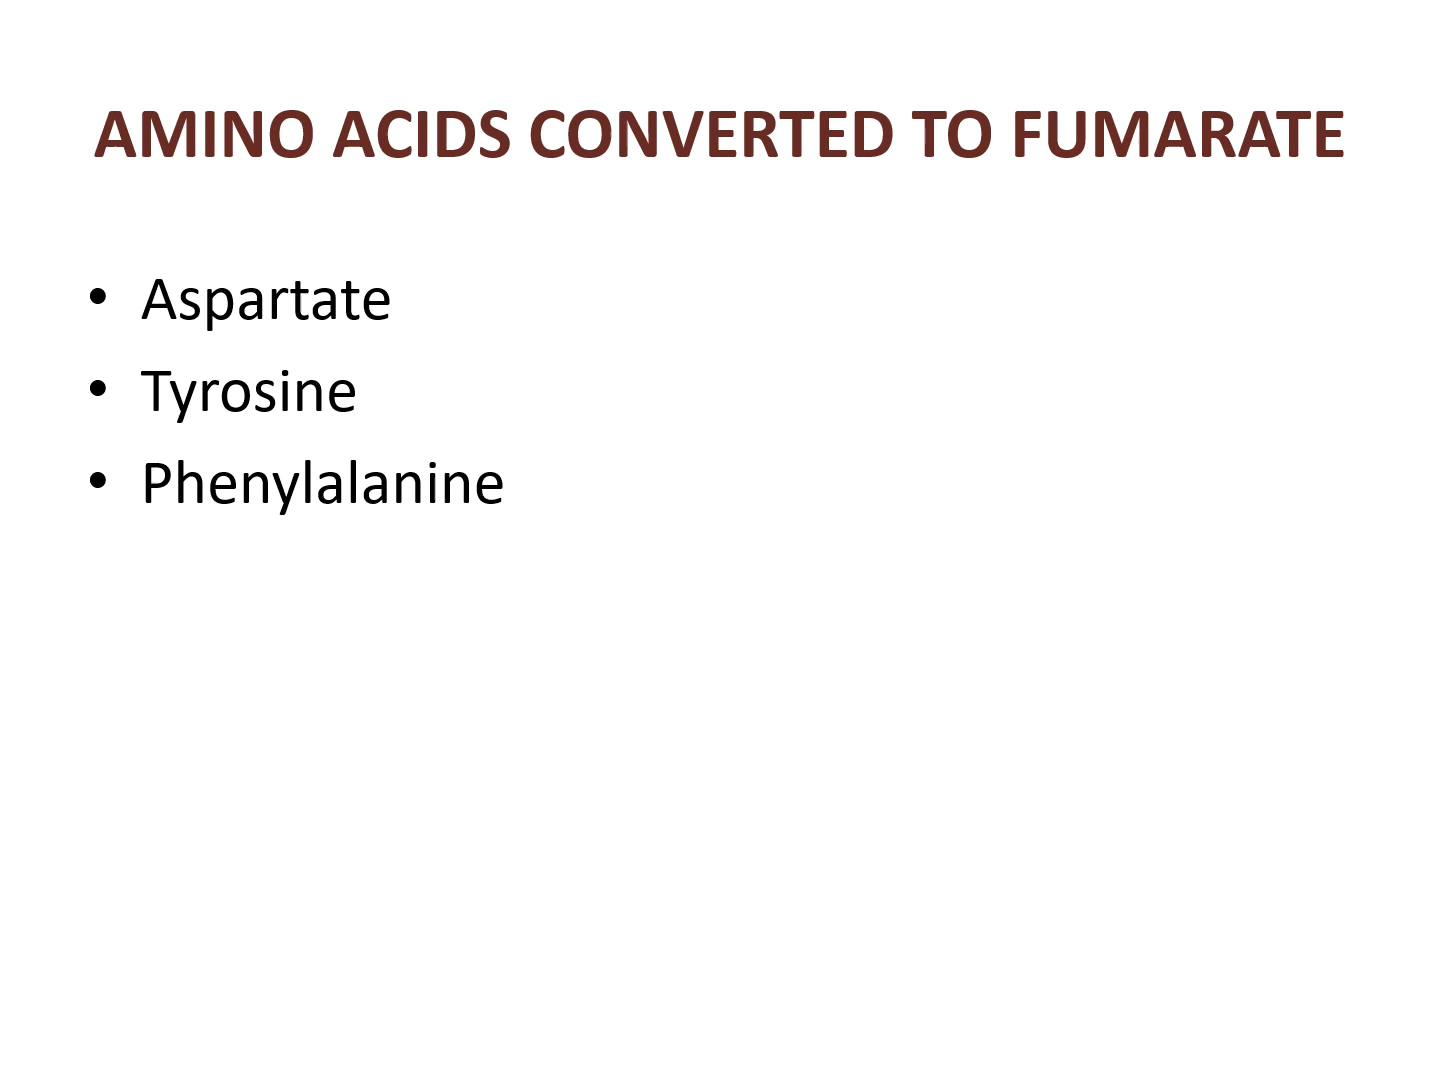 AMINO ACIDS CONVERTED TO FUMARATE
• Aspartate
• Tyrosine
• Phenylalanine